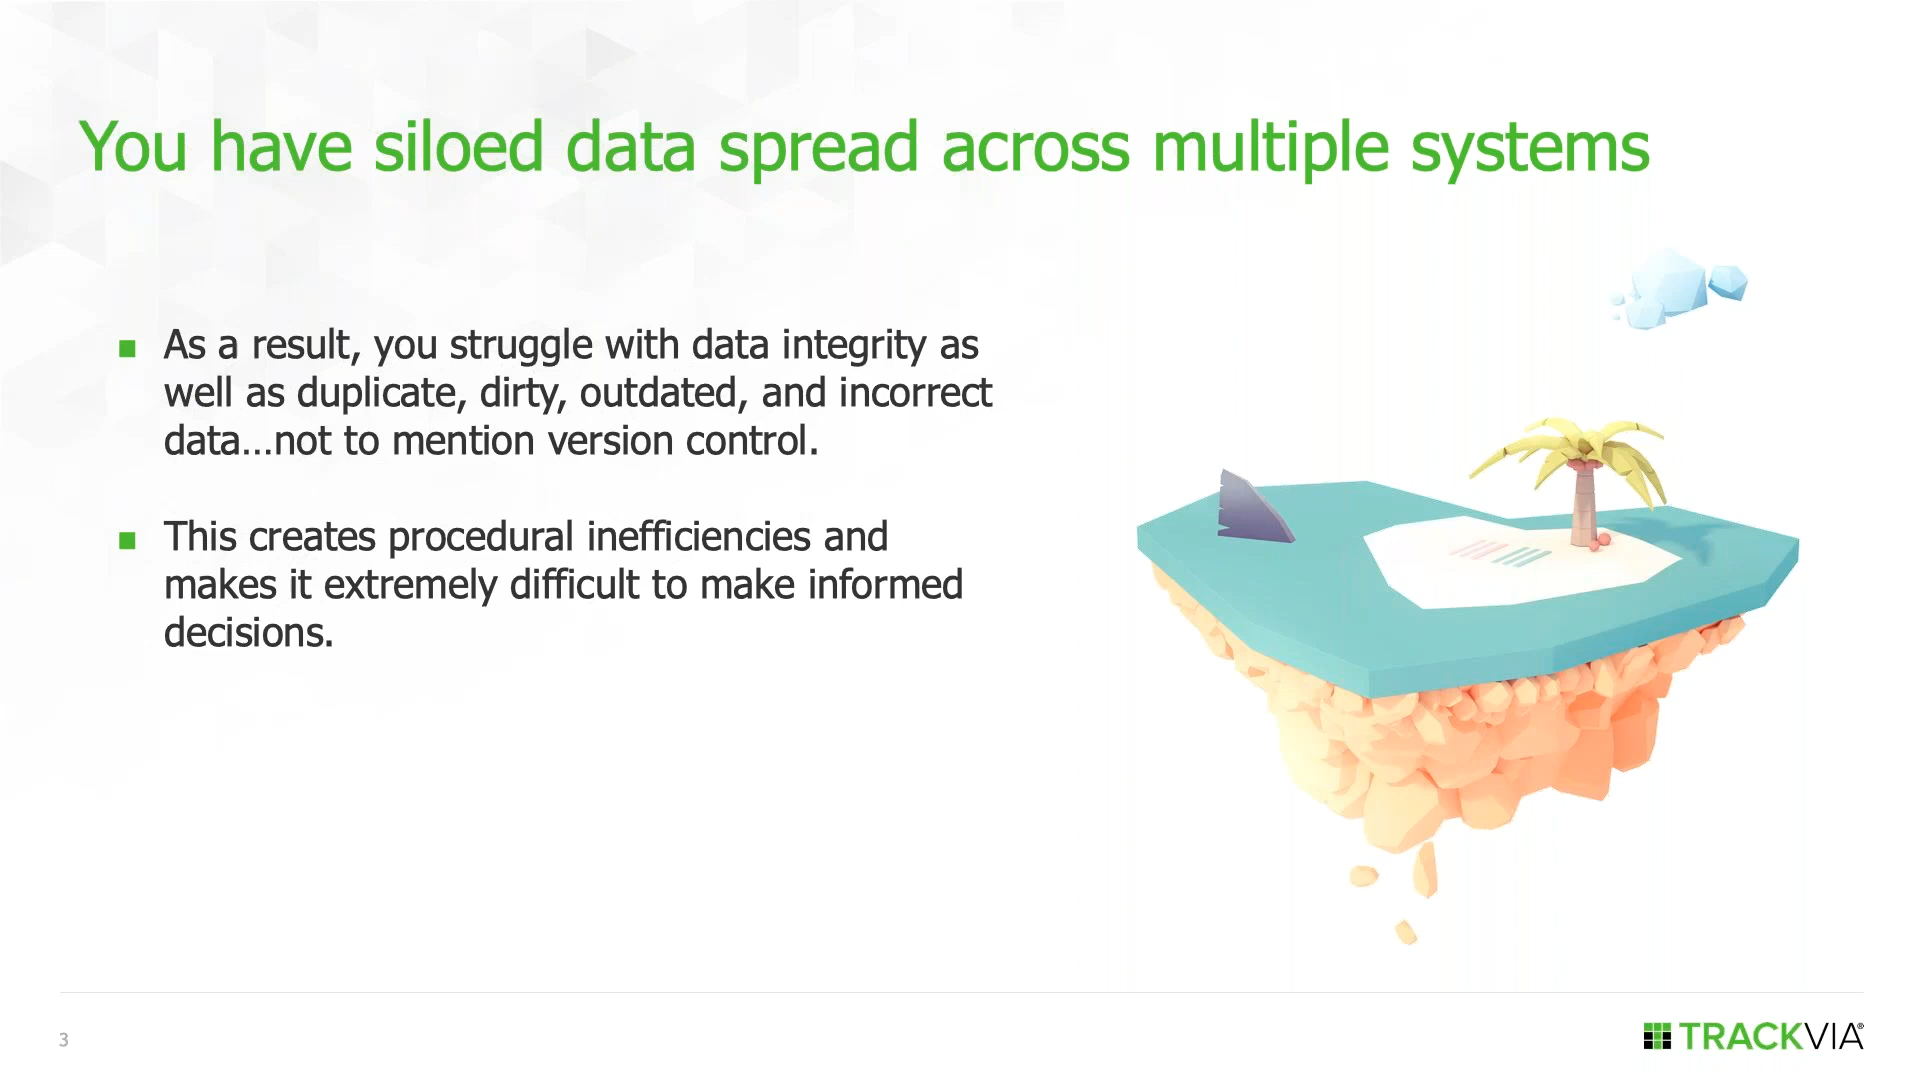 You have siloed data spread across multiple systems
As a result, you struggle with data integrity as
well as duplicate, dirty, outdated, and incorrect
data...not to mention version control.
This creates procedural inefficiencies and
makes it extremely difficult to make informed
decisions.
3
TRACKVIA®